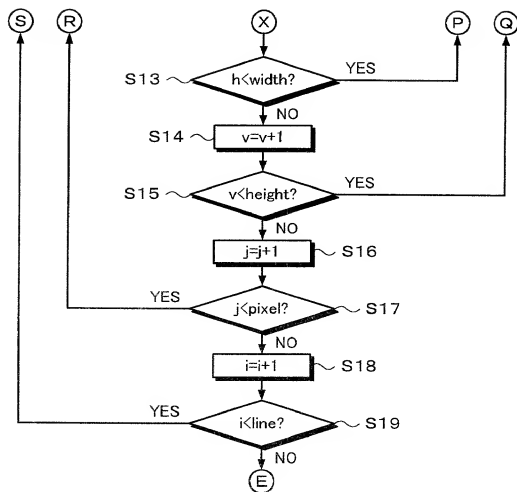 S R X P Q
S13 h<width? YES
NO
S14 v=v+1
S15 v<height? YES
NO
j=j+1 S16
YES j<pixel? S17
NO
i=i+1 S18
YES i<line? S19
NO
E